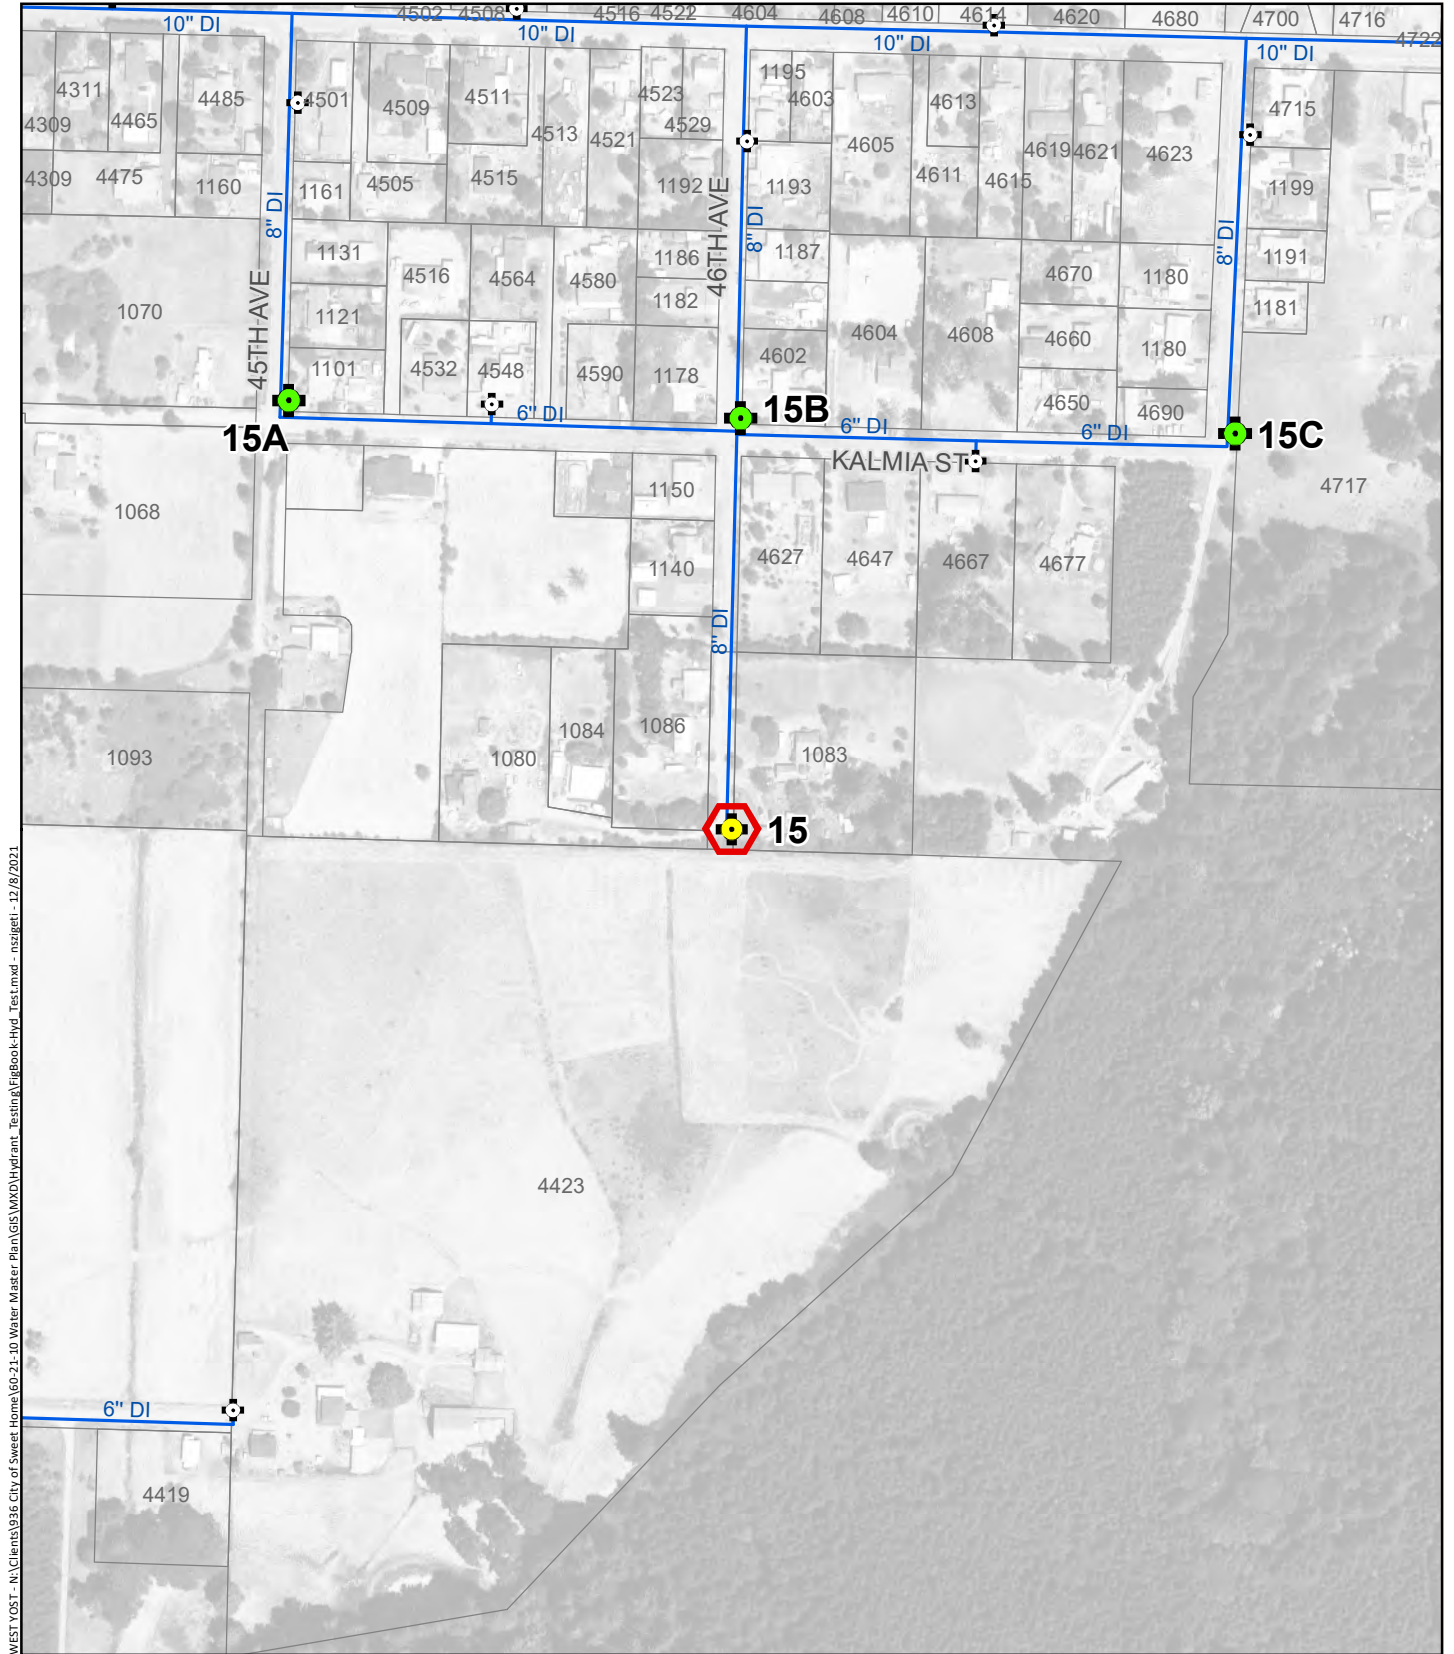 4502 4508 4516 4522 4604 4608 4610 4614 4620 4680 4700 4716
10" DI 10" DI 10" DI 10" DI 4722
4311 4485 4501 4509 4511 4523 1195 4603 4613 4715
4309 4465 4513 4521 4529 4605 4619 4621 4623
4309 4475 1160 1161 4505 4515 1192 1193 4611 4615 1199
8" DI 46TH AVE 8" DI 8" DI
1131 4516 4564 4580 1186 1187 4670 1180 1191
1070 45TH AVE 1121 1182 4604 4608 4660 1180 1181
1101 4532 4548 4590 1178 4602 4650 4690
15A 6" DI 15B 6" DI 6" DI 15C
KALMIA ST
1068 1150 4717
1140 4627 4647 4667 4677
8" DI
1093 1080 1084 1086 1083
15
4423
6" DI
4419
WEST YOST - N:\Clients\936 City of Sweet Home\60-21-10 Water Master Plan\GIS\MXD\Hydrant_Testing\FigBook-Hyd_Test.mxd - nszigeti - 12/8/2021